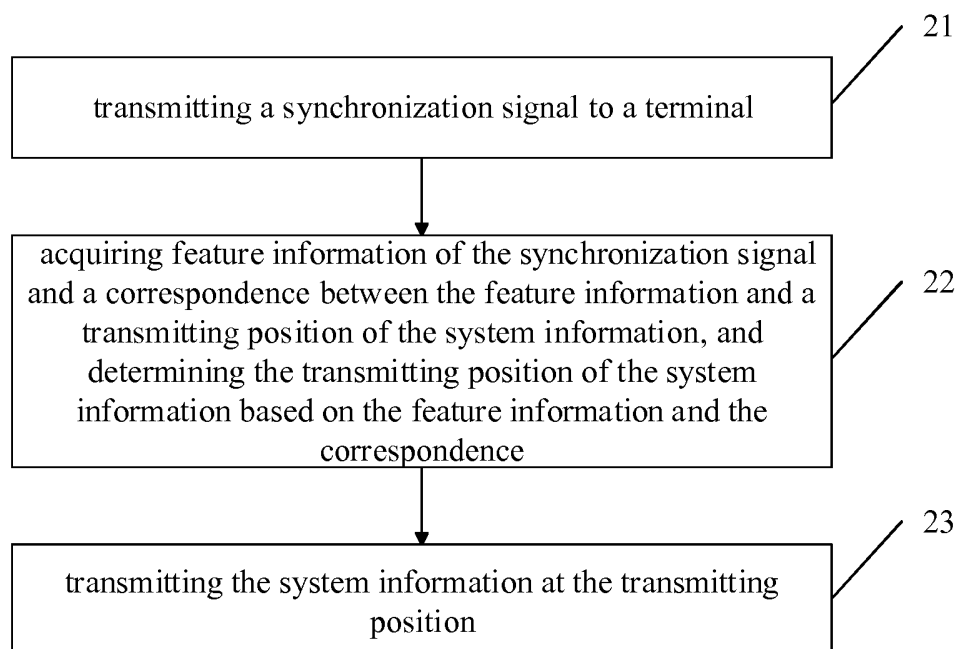 21
transmitting a synchronization signal to a terminal
acquiring feature information of the synchronization signal
and a correspondence between the feature information and a
transmitting position of the system information, and
determining the transmitting position of the system
information based on the feature information and the
correspondence
22
23
transmitting the system information at the transmitting
position